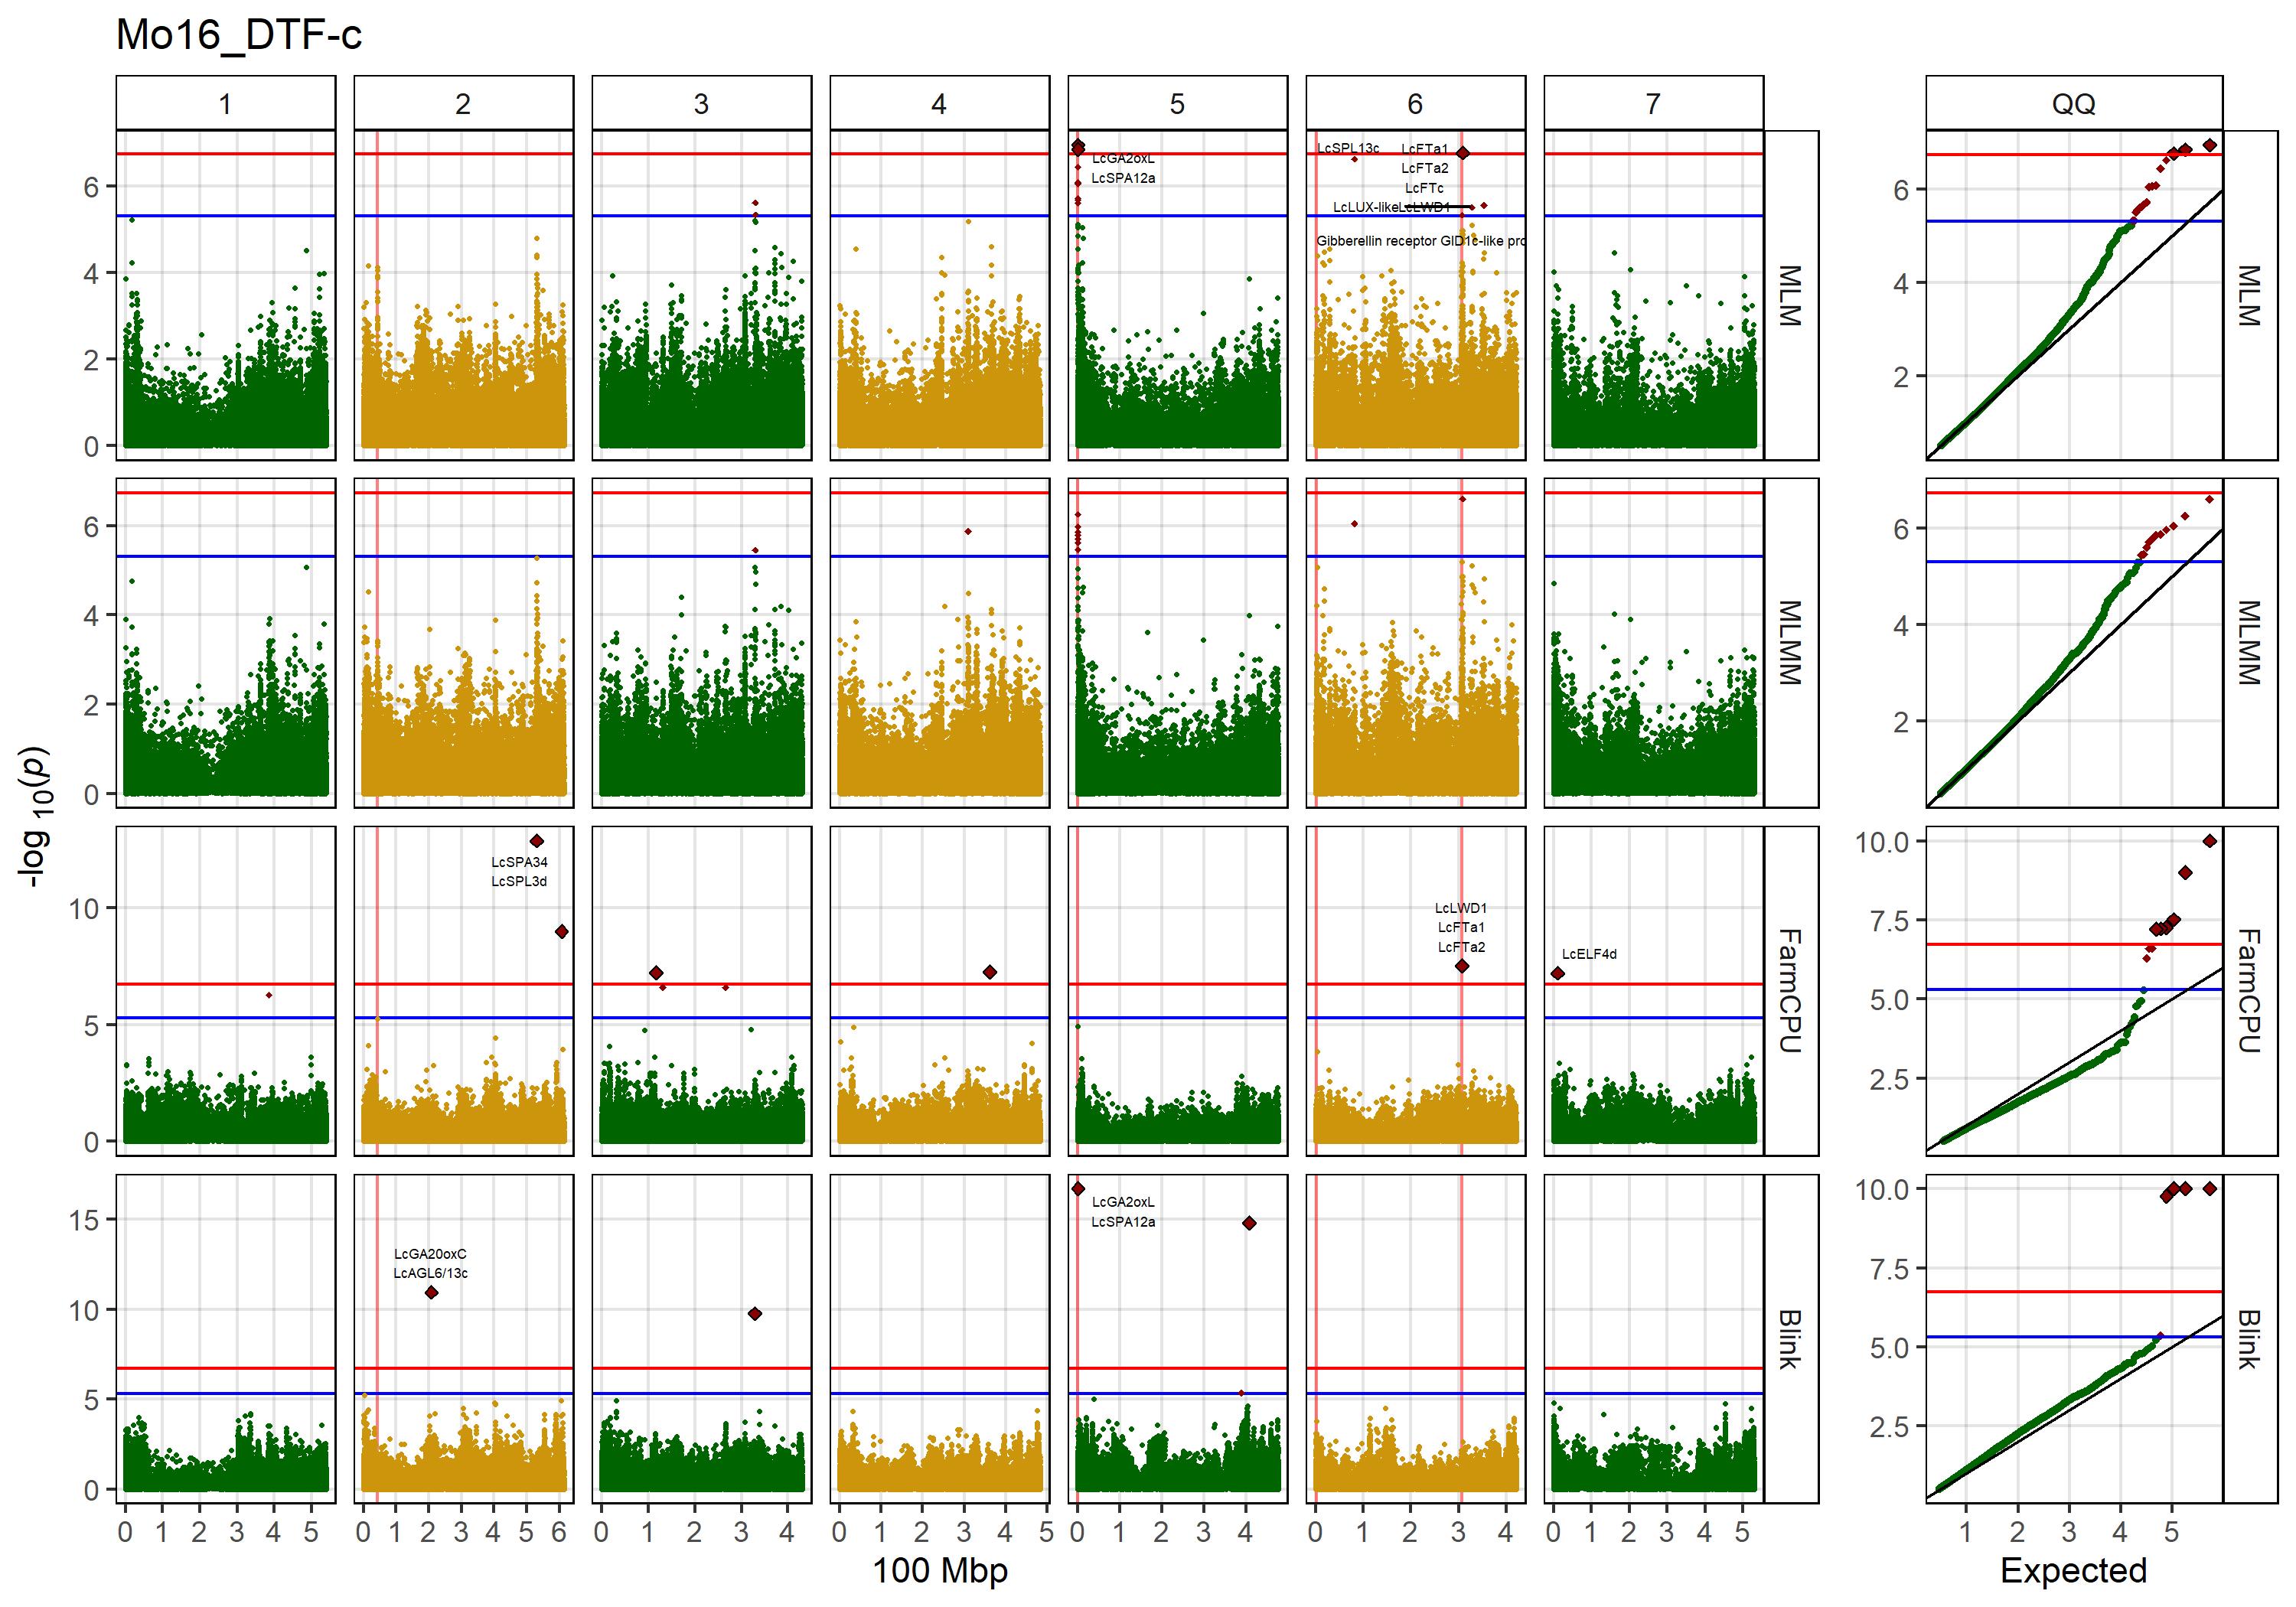 Mo16_DTF-c
1 2 3 4 5 6 7 QQ
LcGA2oxL
LcSPA12a
LcSPL13c
LcFTa1
LcFTa2
LcFTc
LcLUX-like
LcLWD1
Gibberellin receptor GID1c-like pro
6
4
2
0
MLM
6
4
2
MLM
6
4
2
0
MLMM
6
4
2
MLMM
LcSPA34
LcSPL3d
LcLWD1
LcFTa1
LcFTa2
LcELF4d
10
5
0
FarmCPU
10.0
7.5
5.0
2.5
FarmCPU
LcGA20oxC
LcAGL6/13c
LcGA2oxL
LcSPA12a
15
10
5
0
Blink
10.0
7.5
5.0
2.5
Blink
-log 10(p)
0 1 2 3 4 5
0 1 2 3 4 5 6
0 1 2 3 4
0 1 2 3 4 5
0 1 2 3 4
0 1 2 3 4
0 1 2 3 4 5
1 2 3 4 5
100 Mbp
Expected